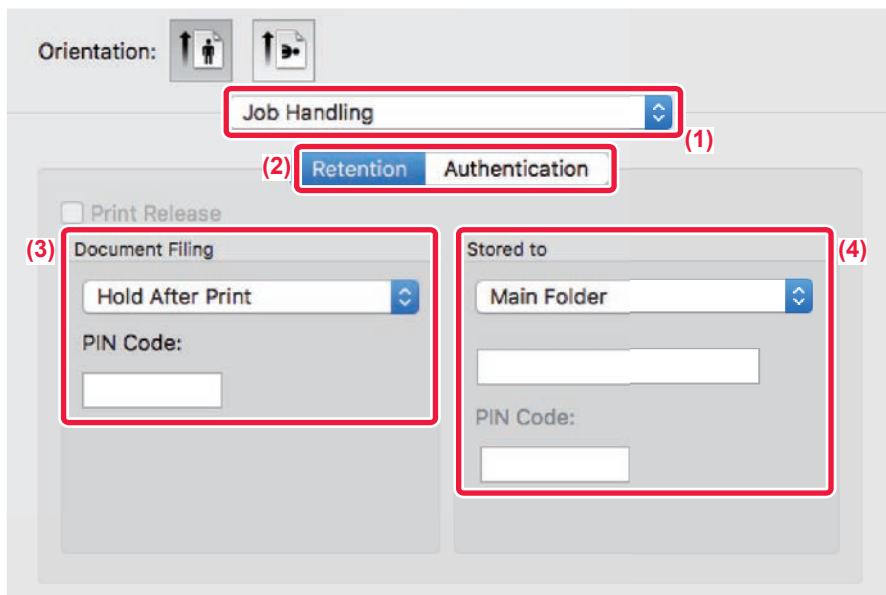 Orientation:
Job Handling
(1)
(2) Retention Authentication
Print Release
(3) Document Filing Stored to (4)
Hold After Print Main Folder
PIN Code:
PIN Code: